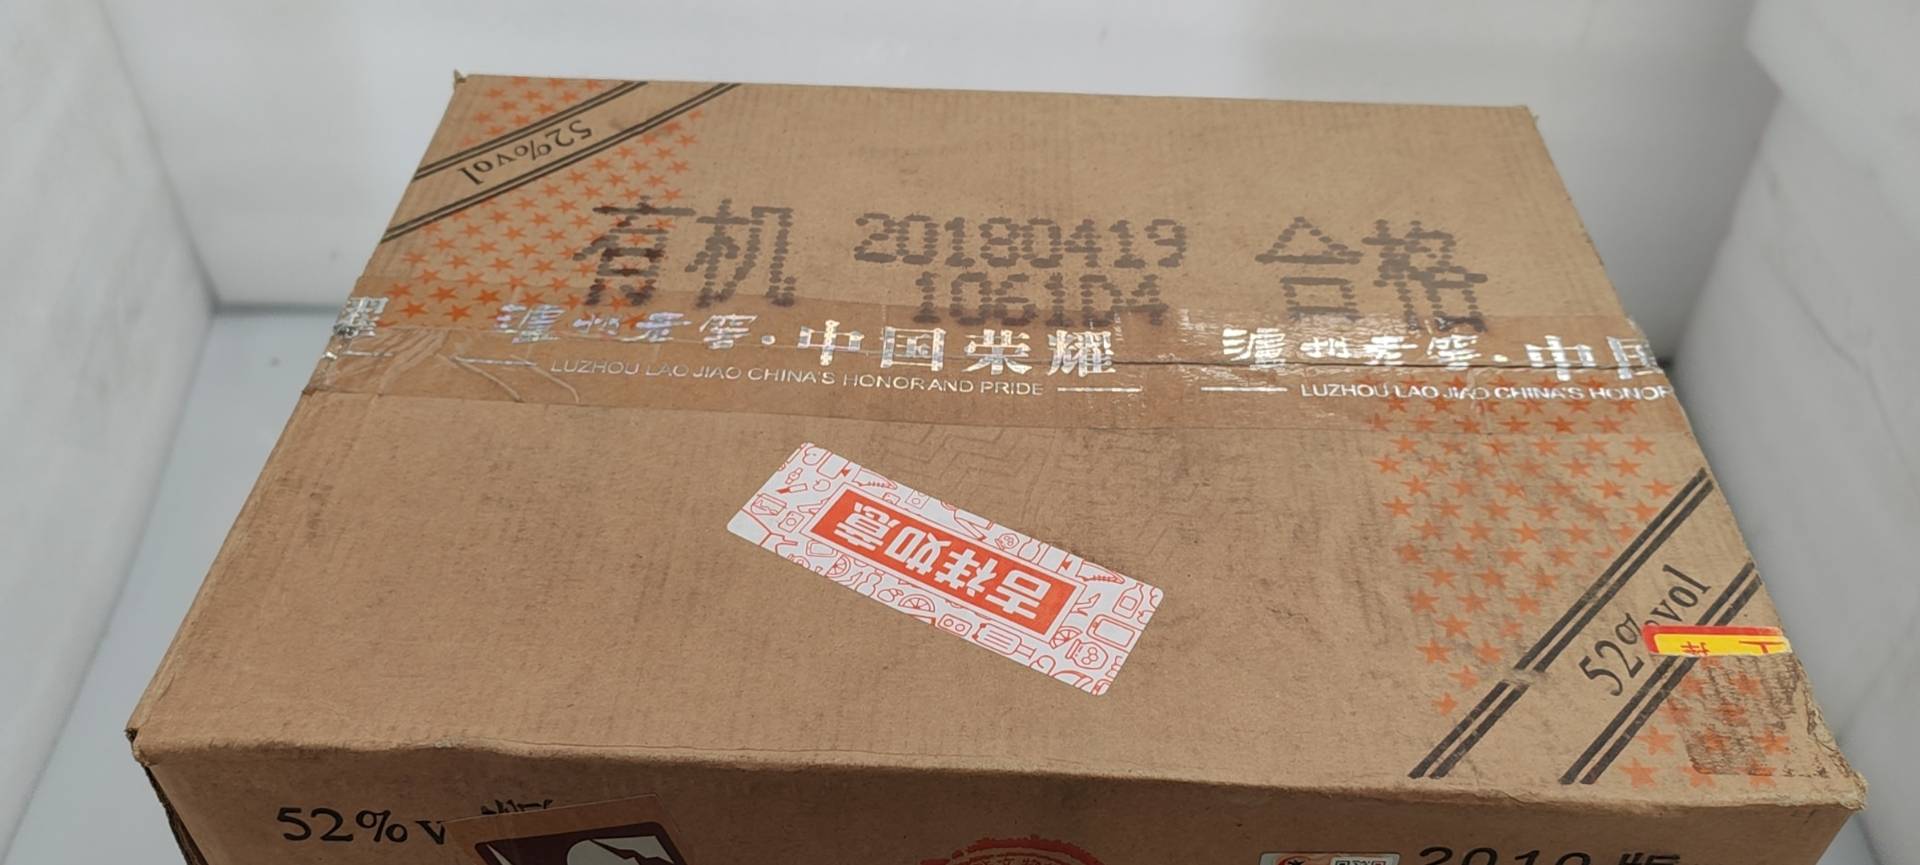 52%vol
有机 20180419 合格
106104
泸州老窖·中国荣耀 泸州老窖·中国
LUZHOU LAO JIAO CHINA'S HONOR AND PRIDE LUZHOU LAO JIAO CHINA'S HONOR
吉祥如意
52%vol
52%v